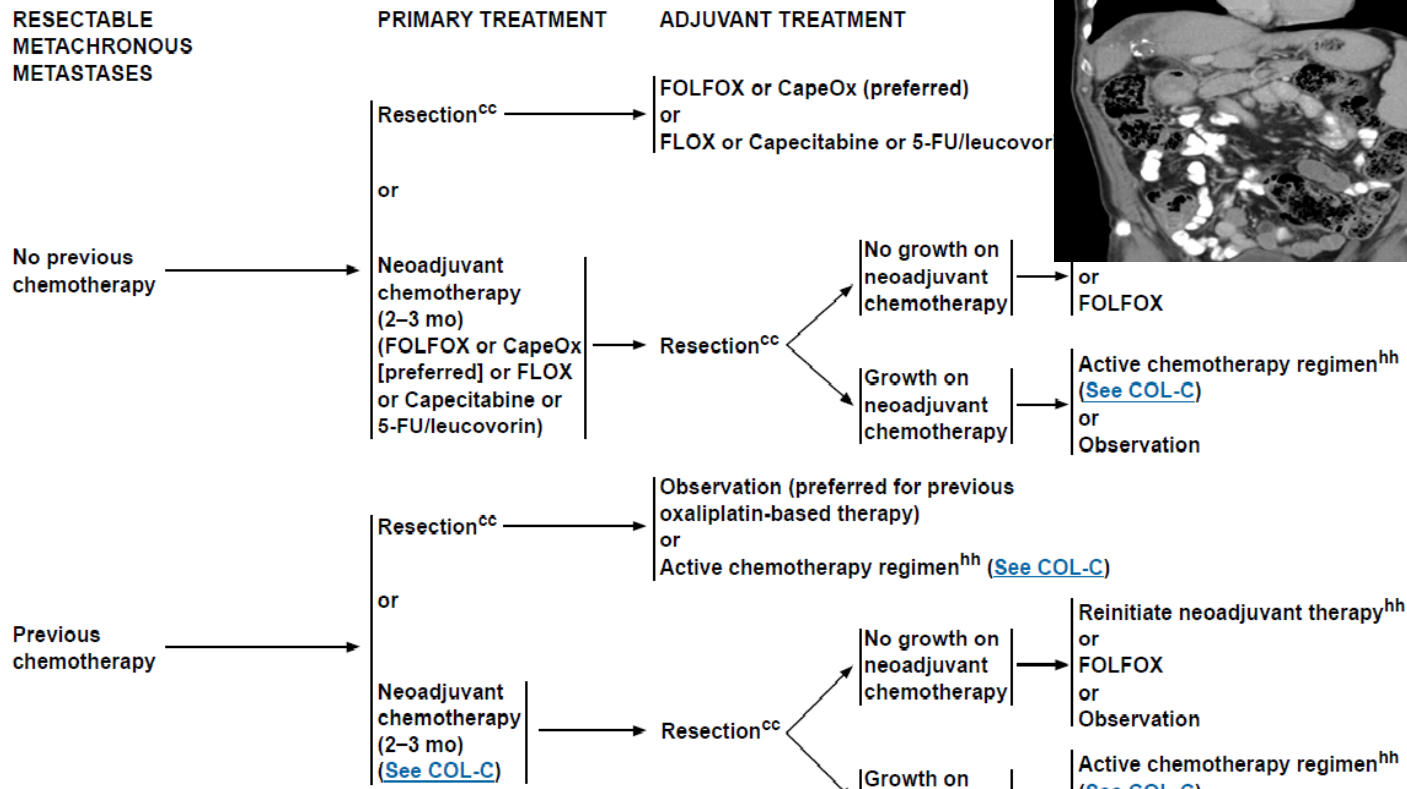 RESECTABLE
METACHRONOUS
METASTASES
PRIMARY TREATMENT
ADJUVANT TREATMENT
Resection^cc
FOLFOX or CapeOx (preferred)
or
FLOX or Capecitabine or 5-FU/leucovori
or
No previous
chemotherapy
Neoadjuvant
chemotherapy
(2–3 mo)
(FOLFOX or CapeOx
[preferred] or FLOX
or Capecitabine or
5-FU/leucovorin)
Resection^cc
No growth on
neoadjuvant
chemotherapy
or
FOLFOX
Growth on
neoadjuvant
chemotherapy
Active chemotherapy regimen^hh
(See COL-C)
or
Observation
Previous
chemotherapy
Resection^cc
Observation (preferred for previous
oxaliplatin-based therapy)
or
Active chemotherapy regimen^hh (See COL-C)
or
Neoadjuvant
chemotherapy
(2–3 mo)
(See COL-C)
Resection^cc
No growth on
neoadjuvant
chemotherapy
Reinitiate neoadjuvant therapy^hh
or
FOLFOX
or
Observation
Growth on
Active chemotherapy regimen^hh
(See COL-C)